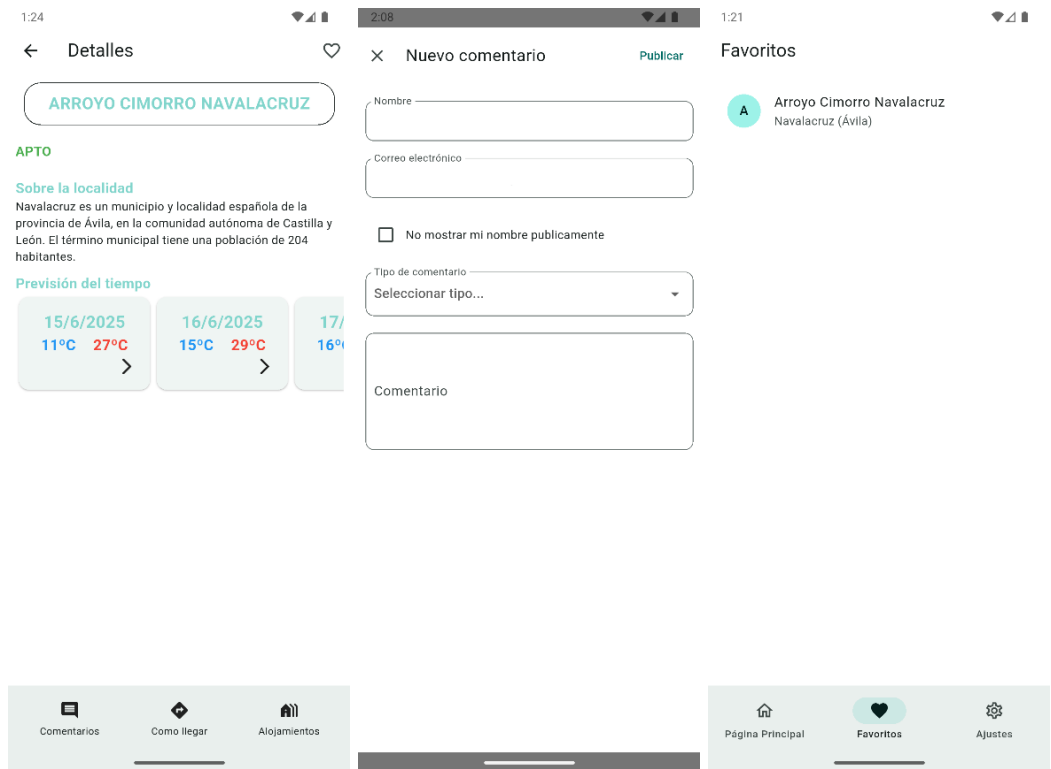 1:24
Detalles
ARROYO CIMORRO NAVALACRUZ
APTO
Sobre la localidad
Navalacruz es un municipio y localidad española de la
provincia de Ávila, en la comunidad autónoma de Castilla y
León. El término municipal tiene una población de 204
habitantes.
Previsión del tiempo
15/6/2025
11ºC 27ºC
16/6/2025
15ºC 29ºC
17/
16º
Comentarios
Como llegar
Alojamientos
2:08
Nuevo comentario
Publicar
Nombre
Correo electrónico
No mostrar mi nombre publicamente
Tipo de comentario
Seleccionar tipo...
Comentario
1:21
Favoritos
A
Arroyo Cimorro Navalacruz
Navalacruz (Ávila)
Página Principal
Favoritos
Ajustes